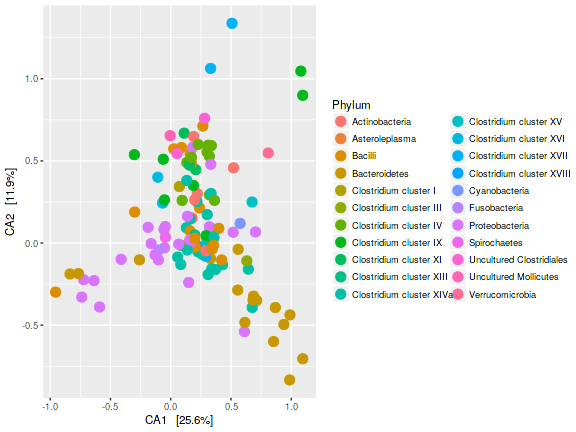 Phylum
Actinobacteria
Asteroleplasma
Bacilli
Bacteroidetes
Clostridium cluster I
Clostridium cluster III
Clostridium cluster IV
Clostridium cluster IX
Clostridium cluster XI
Clostridium cluster XIII
Clostridium cluster XIVa
Clostridium cluster XV
Clostridium cluster XVI
Clostridium cluster XVII
Clostridium cluster XVIII
Cyanobacteria
Fusobacteria
Proteobacteria
Spirochaetes
Uncultured Clostridiales
Uncultured Mollicutes
Verrucomicrobia
CA2 [11.9%]
1.0
0.5
0.0
-0.5
-1.0 -0.5 0.0 0.5 1.0
CA1 [25.6%]